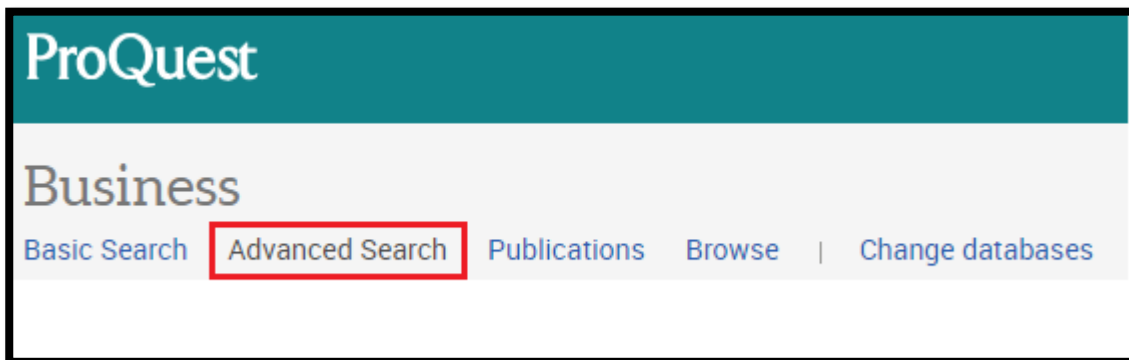 ProQuest
Business
Basic Search Advanced Search Publications Browse | Change databases